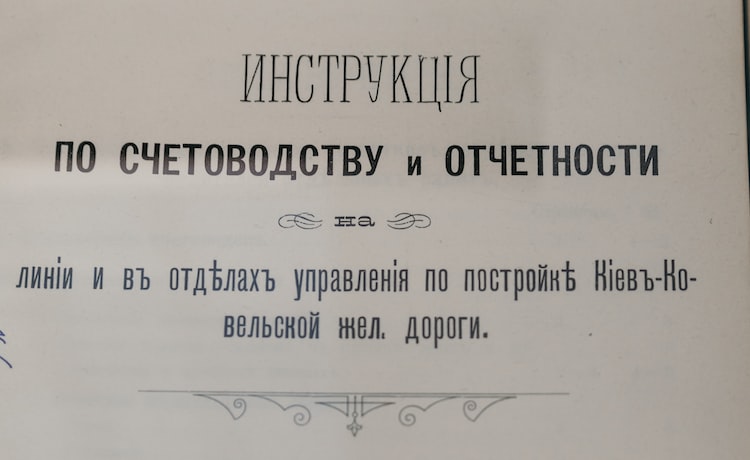 ИНСТРУКЦІЯ
ПО СЧЕТОВОДСТВУ и ОТЧЕТНОСТИ
на
линіи и въ отдѣлахъ управленія по постройкѣ Кіевъ-Ко-
вельской жел. дороги.